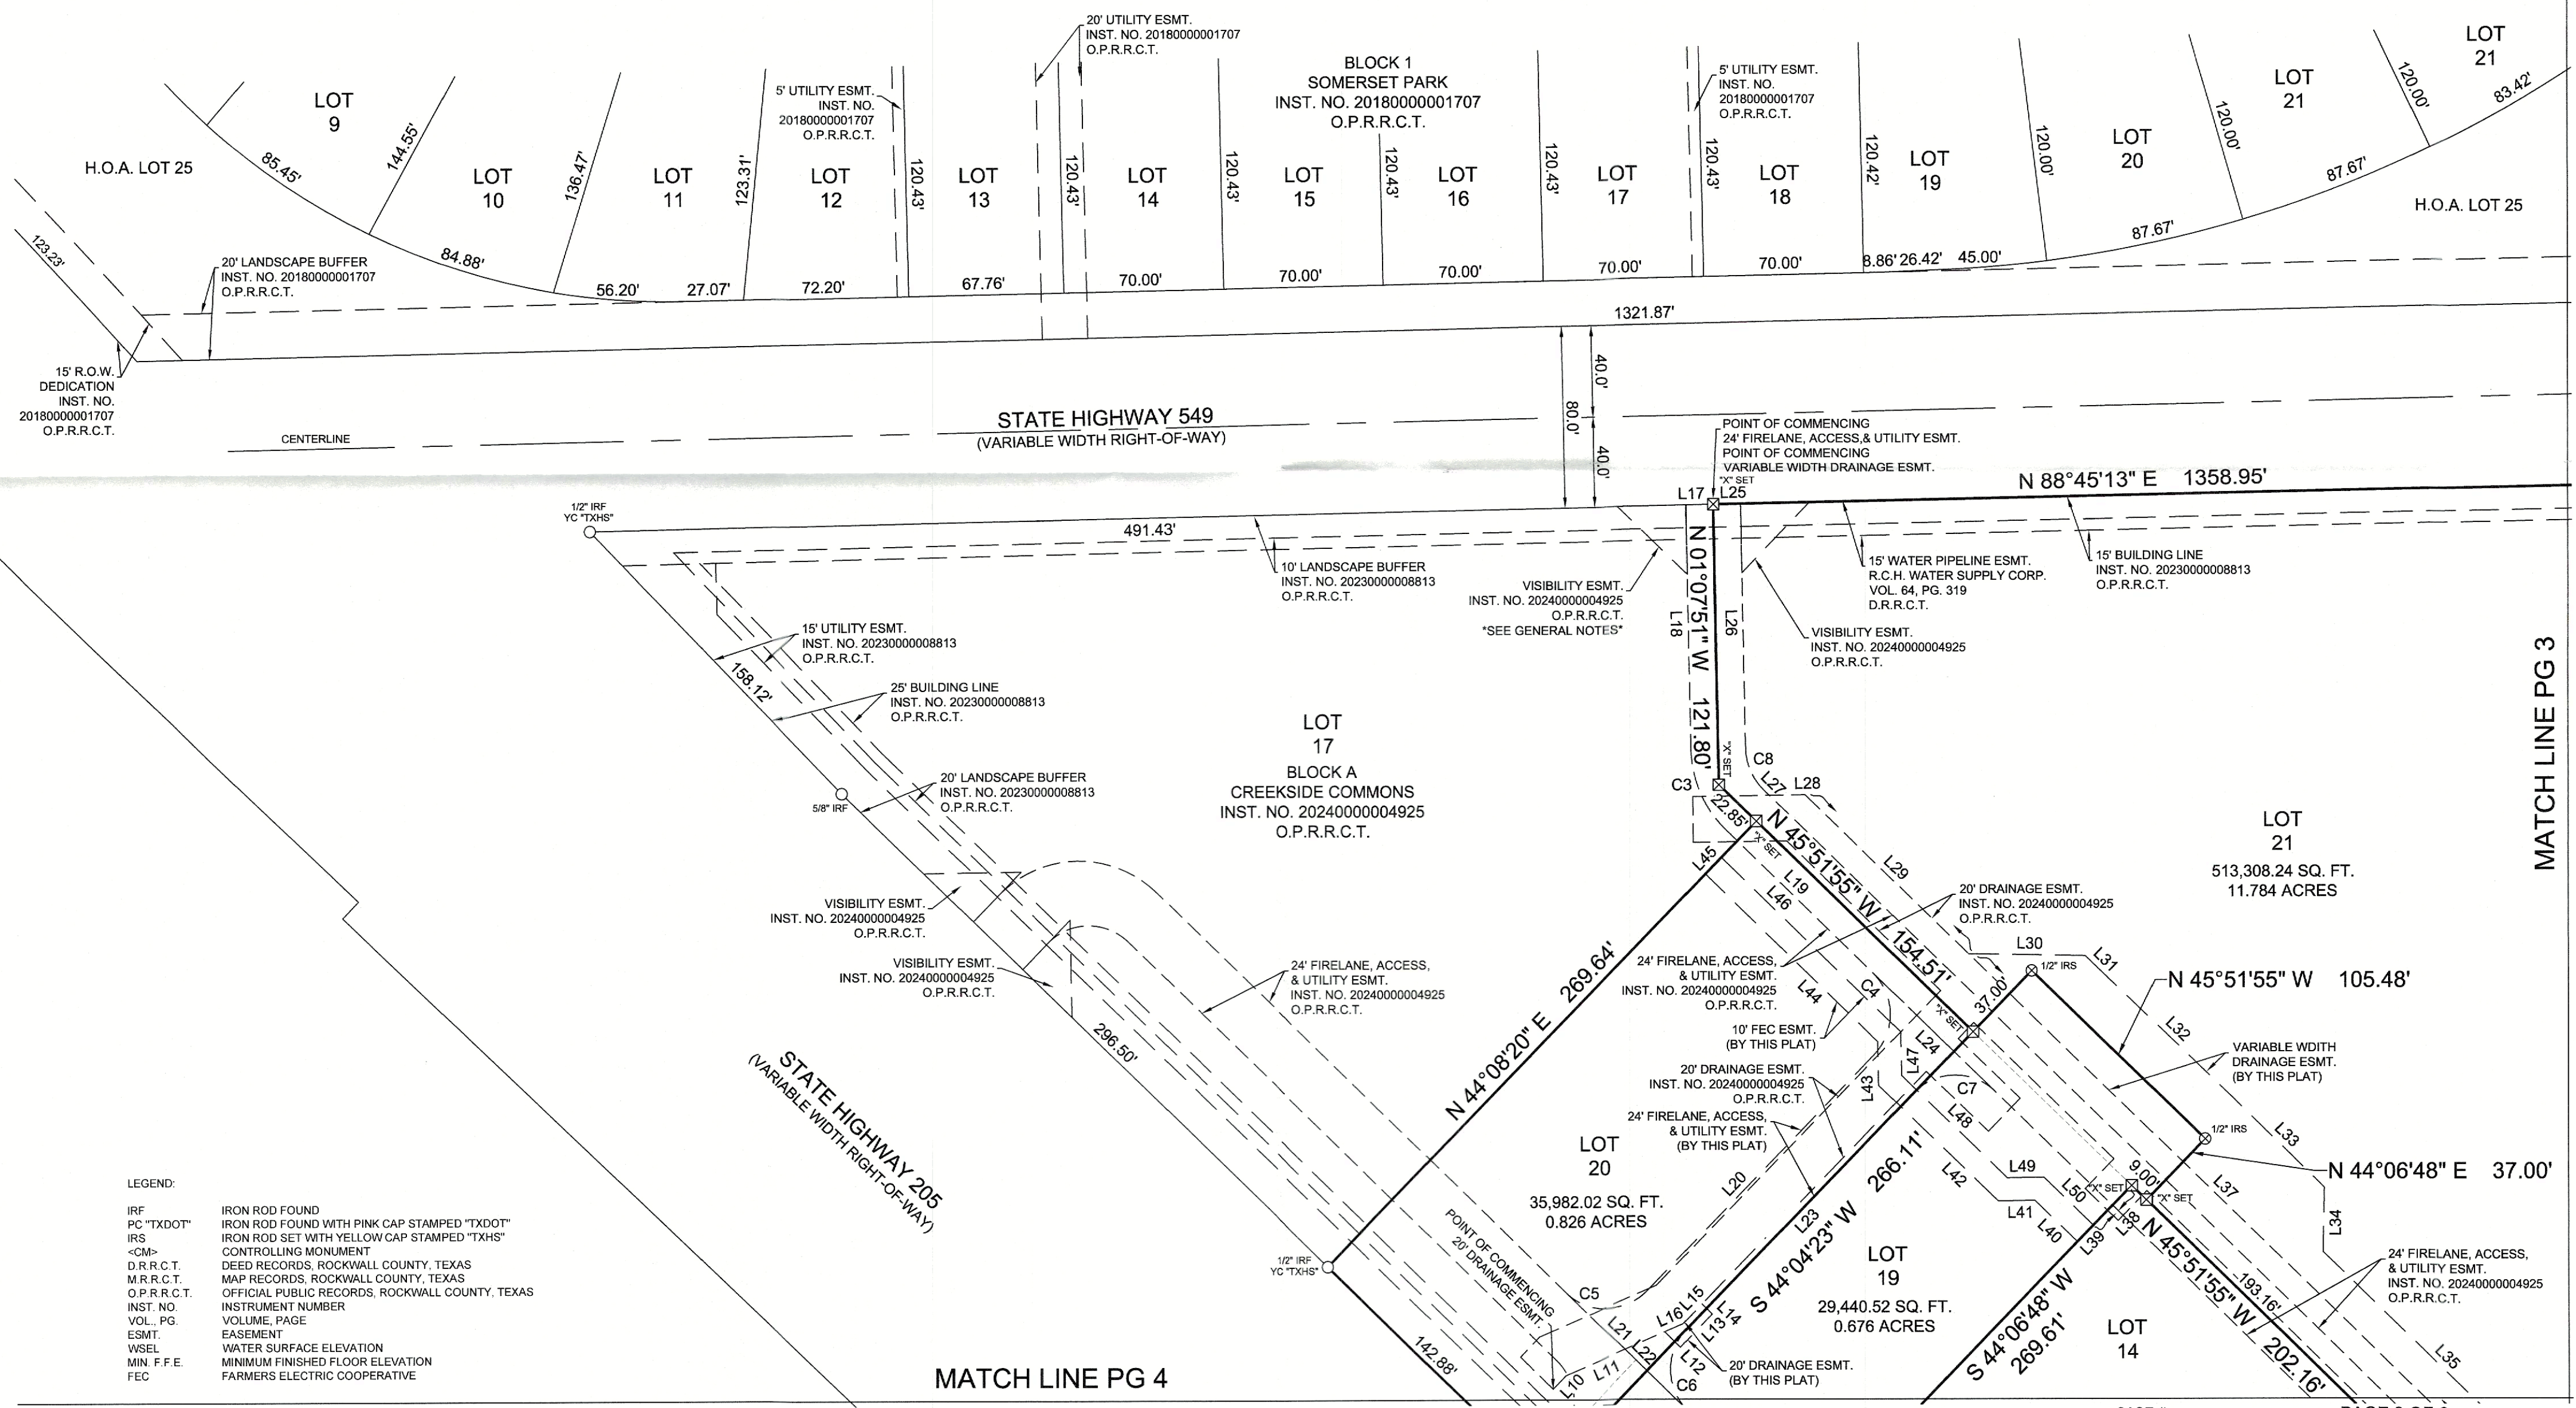 20' UTILITY ESMT.
INST. NO. 20180000001707
O.P.R.R.C.T.
LOT
21
LOT
21
LOT
20
LOT
19
LOT
18
LOT
17
LOT
16
LOT
15
LOT
14
LOT
13
LOT
12
LOT
11
LOT
10
LOT
9
BLOCK 1
SOMERSET PARK
INST. NO. 20180000001707
O.P.R.R.C.T.
5' UTILITY ESMT.
INST. NO.
20180000001707
O.P.R.R.C.T.
5' UTILITY ESMT.
INST. NO.
20180000001707
O.P.R.R.C.T.
H.O.A. LOT 25
H.O.A. LOT 25
85.45'
144.55'
136.47'
123.31'
120.43'
120.43'
120.43'
120.43'
120.43'
120.43'
120.42'
120.00'
120.00'
120.00'
83.42'
87.67'
87.67'
123.23'
84.88'
56.20'
27.07'
72.20'
67.76'
70.00'
70.00'
70.00'
70.00'
70.00'
8.86'
26.42'
45.00'
20' LANDSCAPE BUFFER
INST. NO. 20180000001707
O.P.R.R.C.T.
1321.87'
15' R.O.W.
DEDICATION
INST. NO.
20180000001707
O.P.R.R.C.T.
40.0'
80.0'
40.0'
CENTERLINE
STATE HIGHWAY 549
(VARIABLE WIDTH RIGHT-OF-WAY)
POINT OF COMMENCING
24' FIRELANE, ACCESS,& UTILITY ESMT.
POINT OF COMMENCING
VARIABLE WIDTH DRAINAGE ESMT.
"X" SET
L17
L25
N 88°45'13" E 1358.95'
1/2" IRF
YC "TXHS"
491.43'
10' LANDSCAPE BUFFER
INST. NO. 20230000008813
O.P.R.R.C.T.
VISIBILITY ESMT.
INST. NO. 20240000004925
O.P.R.R.C.T.
*SEE GENERAL NOTES*
L18
N 01°07'51" W 121.80'
L26
15' WATER PIPELINE ESMT.
R.C.H. WATER SUPPLY CORP.
VOL. 64, PG. 319
D.R.R.C.T.
15' BUILDING LINE
INST. NO. 20230000008813
O.P.R.R.C.T.
VISIBILITY ESMT.
INST. NO. 20240000004925
O.P.R.R.C.T.
MATCH LINE PG 3
15' UTILITY ESMT.
INST. NO. 20230000008813
O.P.R.R.C.T.
158.12'
25' BUILDING LINE
INST. NO. 20230000008813
O.P.R.R.C.T.
20' LANDSCAPE BUFFER
INST. NO. 20230000008813
O.P.R.R.C.T.
5/8" IRF
LOT
17
BLOCK A
CREEKSIDE COMMONS
INST. NO. 20240000004925
O.P.R.R.C.T.
"X" SET
C8
C3
L27
L28
22.85'
"X" SET
N 45°51'55" W 154.51'
L29
L45
L19
L46
LOT
21
513,308.24 SQ. FT.
11.784 ACRES
20' DRAINAGE ESMT.
INST. NO. 20240000004925
O.P.R.R.C.T.
VISIBILITY ESMT.
INST. NO. 20240000004925
O.P.R.R.C.T.
VISIBILITY ESMT.
INST. NO. 20240000004925
O.P.R.R.C.T.
24' FIRELANE, ACCESS,
& UTILITY ESMT.
INST. NO. 20240000004925
O.P.R.R.C.T.
24' FIRELANE, ACCESS,
& UTILITY ESMT.
INST. NO. 20240000004925
O.P.R.R.C.T.
L44
C4
10' FEC ESMT.
(BY THIS PLAT)
L30
1/2" IRS
L31
37.00'
"X" SET
N 45°51'55" W 105.48'
L32
VARIABLE WDITH
DRAINAGE ESMT.
(BY THIS PLAT)
N 44°08'20" E 269.64'
296.50'
STATE HIGHWAY 205
(VARIABLE WIDTH RIGHT-OF-WAY)
20' DRAINAGE ESMT.
INST. NO. 20240000004925
O.P.R.R.C.T.
24' FIRELANE, ACCESS,
& UTILITY ESMT.
(BY THIS PLAT)
L43
L47
L24
C7
L48
L33
1/2" IRS
N 44°06'48" E 37.00'
LOT
20
35,982.02 SQ. FT.
0.826 ACRES
L20
L23
S 44°04'23" W 266.11'
L42
L49
L41
L50
L40
L39
L38
9.00'
"X" SET
"X" SET
L37
L34
L35
24' FIRELANE, ACCESS,
& UTILITY ESMT.
INST. NO. 20240000004925
O.P.R.R.C.T.
N 45°51'55" W 202.16'
193.16'
LOT
19
29,440.52 SQ. FT.
0.676 ACRES
S 44°06'48" W
269.61'
LOT
14
1/2" IRF
YC "TXHS"
142.88'
POINT OF COMMENCING
20' DRAINAGE ESMT.
C5
L21
L22
L16
L15
L14
L13
L12
L11
L10
C6
20' DRAINAGE ESMT.
(BY THIS PLAT)
LEGEND:
IRF IRON ROD FOUND
PC "TXDOT" IRON ROD FOUND WITH PINK CAP STAMPED "TXDOT"
IRS IRON ROD SET WITH YELLOW CAP STAMPED "TXHS"
<CM> CONTROLLING MONUMENT
D.R.R.C.T. DEED RECORDS, ROCKWALL COUNTY, TEXAS
M.R.R.C.T. MAP RECORDS, ROCKWALL COUNTY, TEXAS
O.P.R.R.C.T. OFFICIAL PUBLIC RECORDS, ROCKWALL COUNTY, TEXAS
INST. NO. INSTRUMENT NUMBER
VOL., PG. VOLUME, PAGE
ESMT. EASEMENT
WSEL WATER SURFACE ELEVATION
MIN. F.F.E. MINIMUM FINISHED FLOOR ELEVATION
FEC FARMERS ELECTRIC COOPERATIVE
MATCH LINE PG 4